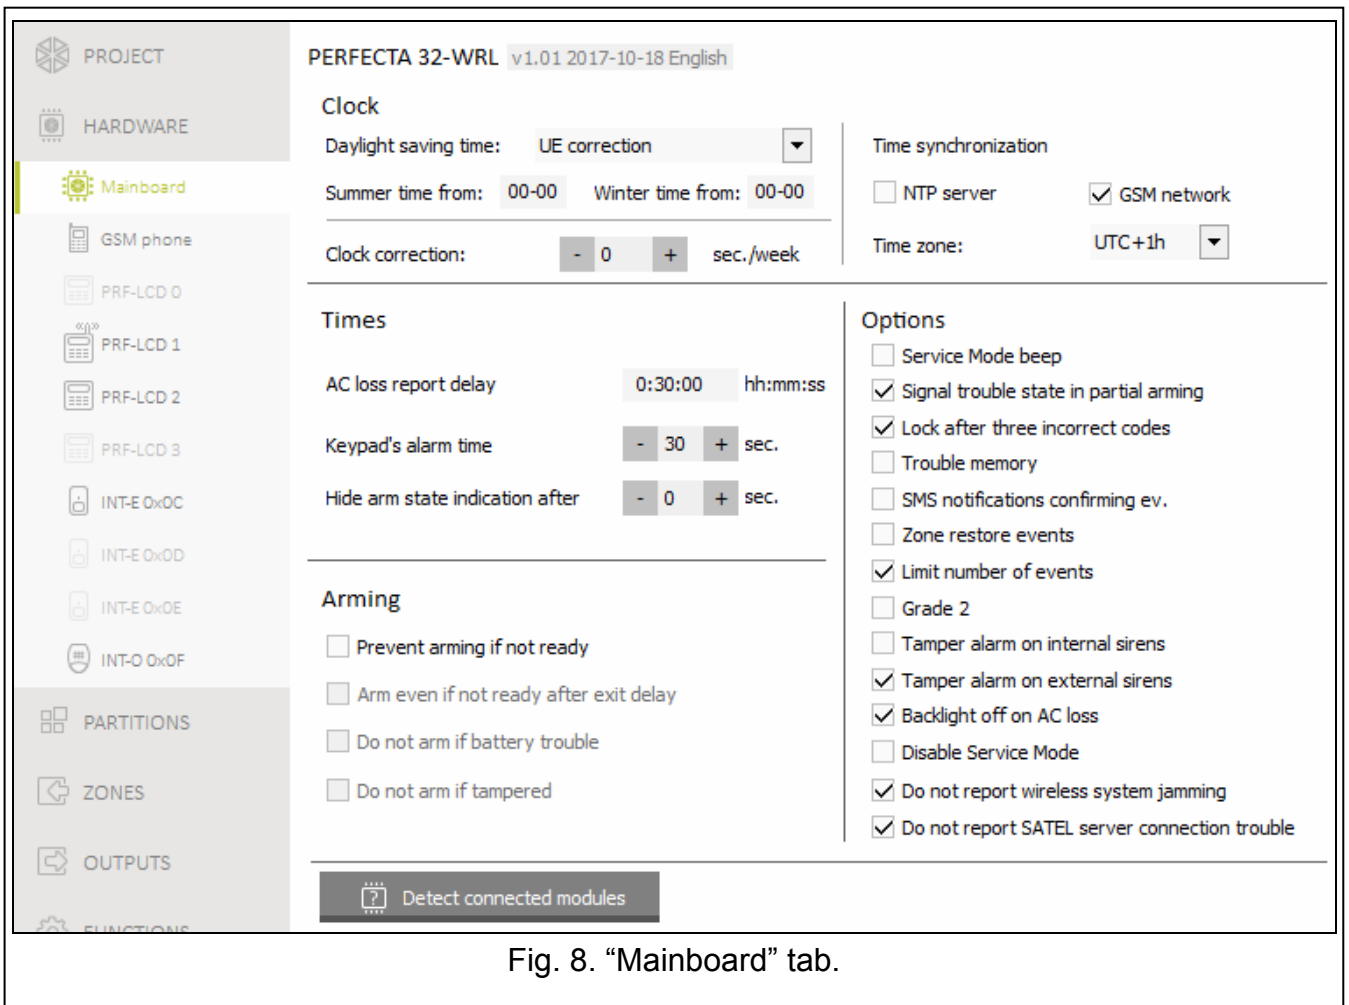 PROJECT
HARDWARE
Mainboard
GSM phone
PRF-LCD 0
PRF-LCD 1
PRF-LCD 2
PRF-LCD 3
INT-E 0x0C
INT-E 0x0D
INT-E 0x0E
INT-O 0x0F
PARTITIONS
ZONES
OUTPUTS
FUNCTIONS
PERFECTA 32-WRL v1.01 2017-10-18 English
Clock
Daylight saving time: UE correction
Summer time from: 00-00 Winter time from: 00-00
Clock correction: - 0 + sec./week
Time synchronization
NTP server GSM network
Time zone: UTC+1h
Times
AC loss report delay 0:30:00 hh:mm:ss
Keypad's alarm time - 30 + sec.
Hide arm state indication after - 0 + sec.
Arming
Prevent arming if not ready
Arm even if not ready after exit delay
Do not arm if battery trouble
Do not arm if tampered
Options
Service Mode beep
Signal trouble state in partial arming
Lock after three incorrect codes
Trouble memory
SMS notifications confirming ev.
Zone restore events
Limit number of events
Grade 2
Tamper alarm on internal sirens
Tamper alarm on external sirens
Backlight off on AC loss
Disable Service Mode
Do not report wireless system jamming
Do not report SATEL server connection trouble
? Detect connected modules
Fig. 8. “Mainboard” tab.